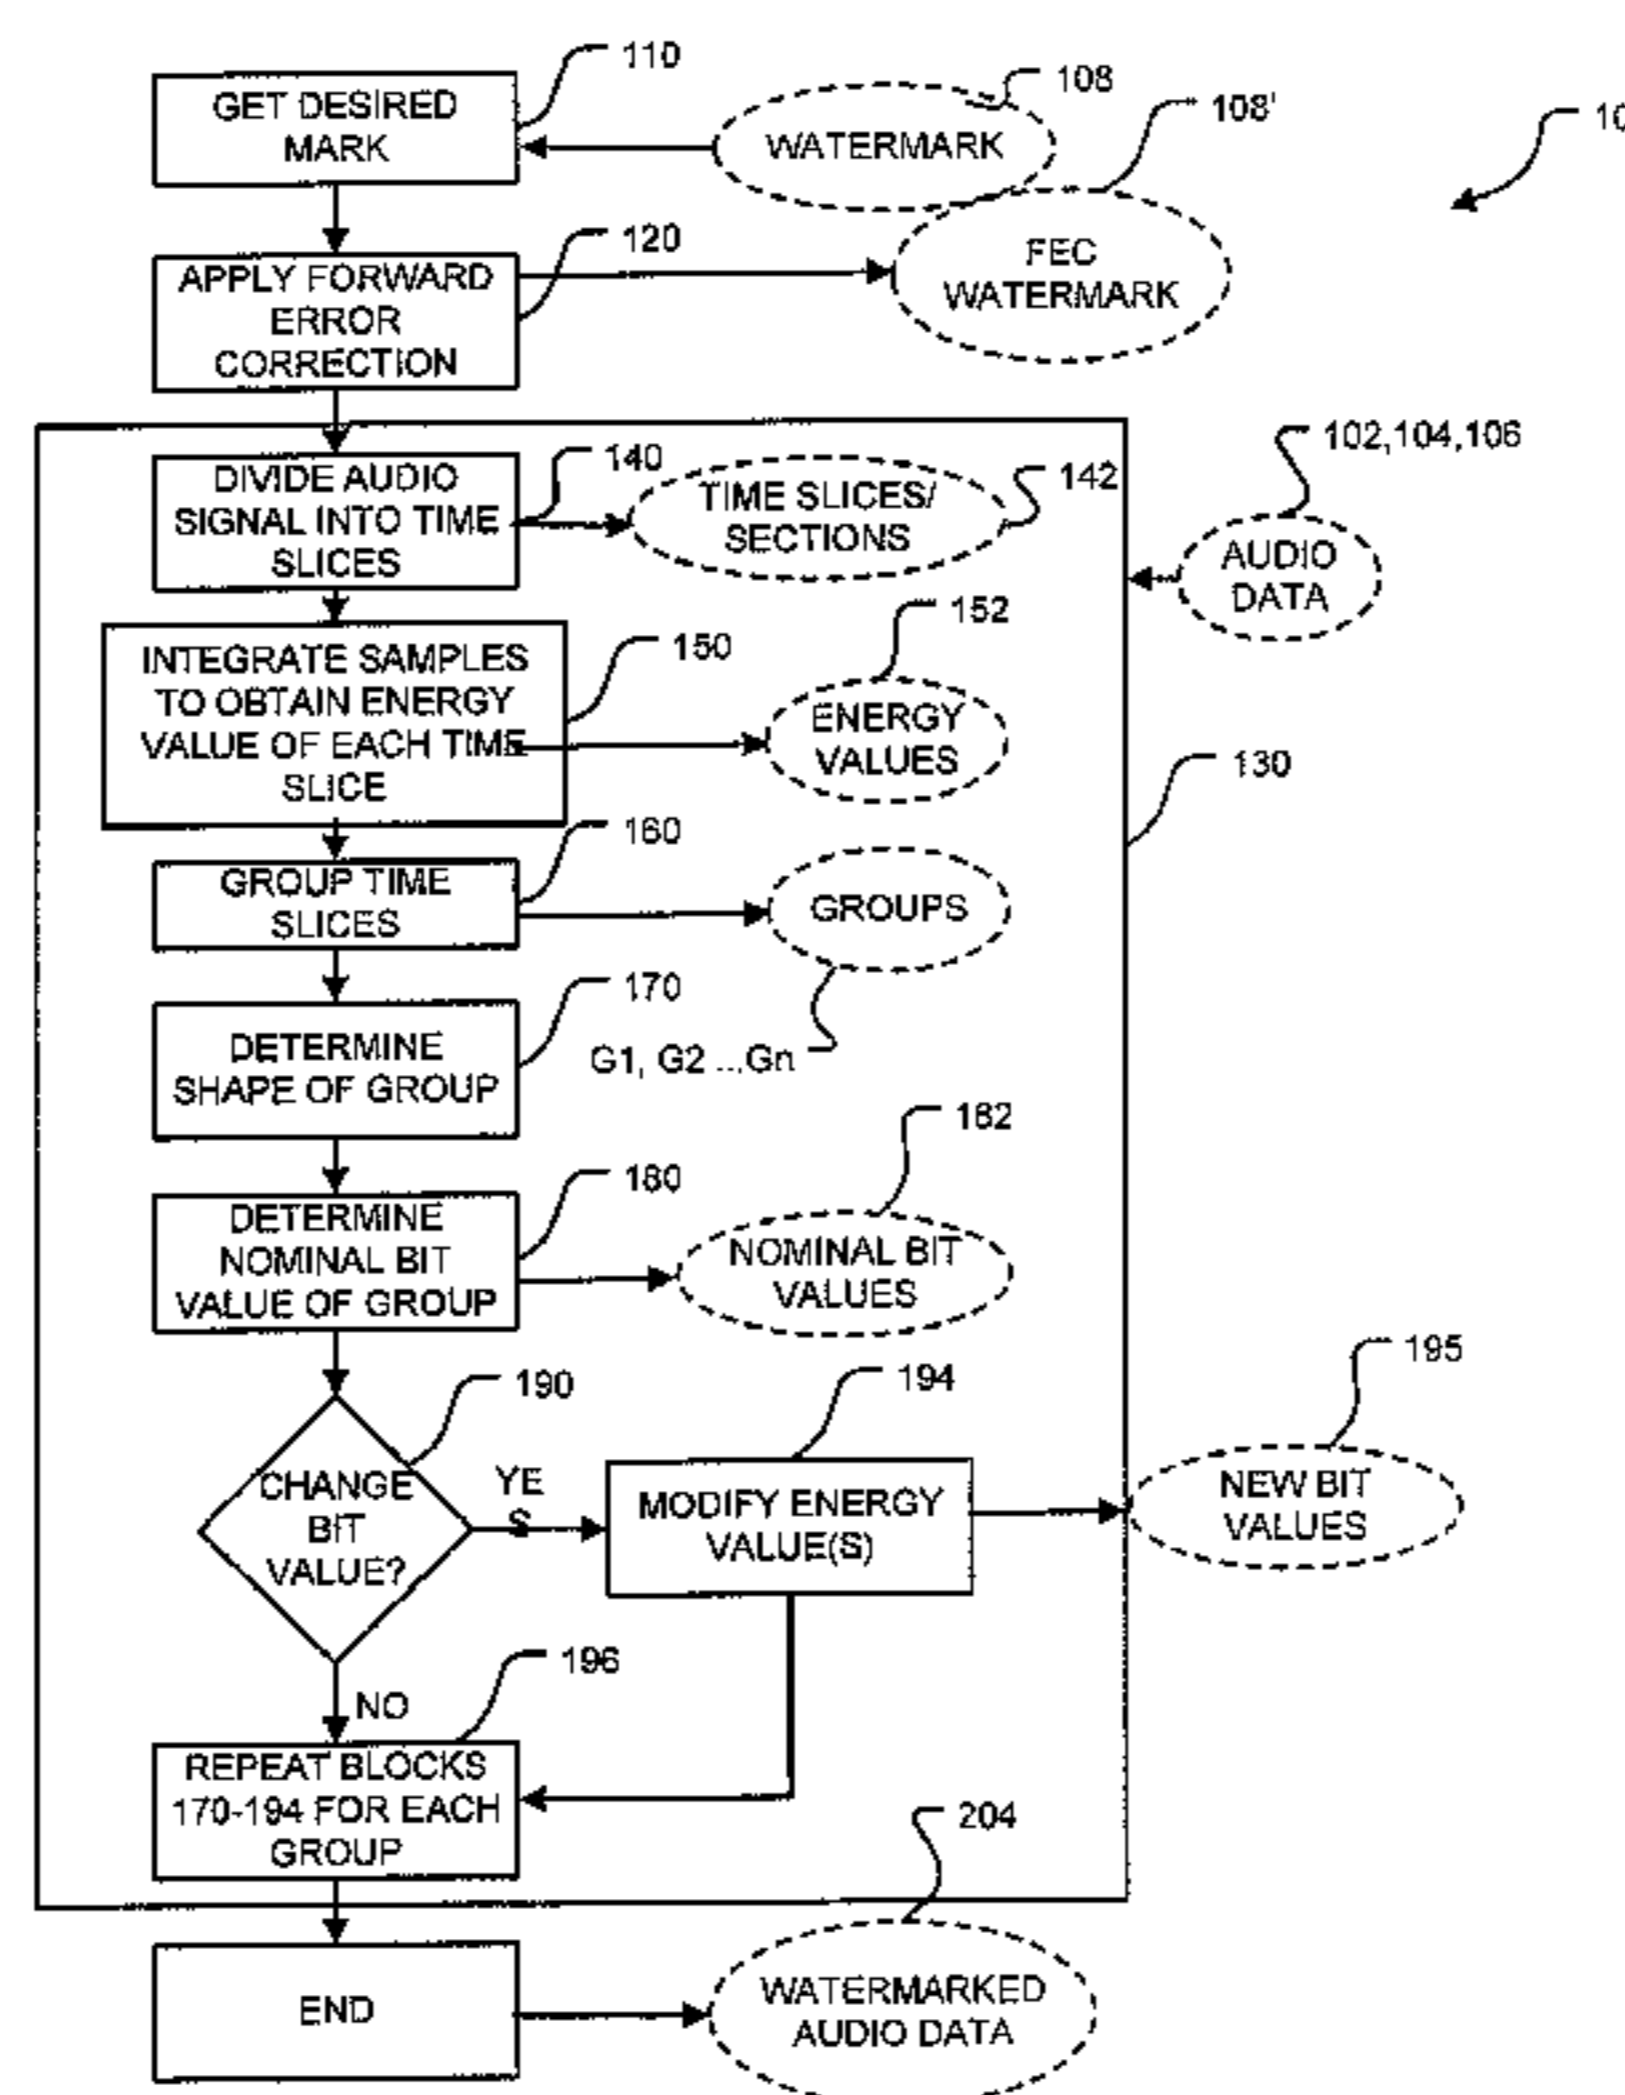 110
GET DESIRED
MARK
108
WATERMARK
108'
120
APPLY FORWARD
ERROR
CORRECTION
FEC
WATERMARK
102,104,106
AUDIO
DATA
140
DIVIDE AUDIO
SIGNAL INTO TIME
SLICES
TIME SLICES/
SECTIONS
142
150
INTEGRATE SAMPLES
TO OBTAIN ENERGY
VALUE OF EACH TIME
SLICE
152
ENERGY
VALUES
130
160
GROUP TIME
SLICES
GROUPS
G1, G2 ...Gn
170
DETERMINE
SHAPE OF GROUP
180
DETERMINE
NOMINAL BIT
VALUE OF GROUP
182
NOMINAL BIT
VALUES
190
CHANGE
BIT
VALUE?
YE
S
194
MODIFY ENERGY
VALUE(S)
195
NEW BIT
VALUES
NO
196
REPEAT BLOCKS
170-194 FOR EACH
GROUP
204
END
WATERMARKED
AUDIO DATA